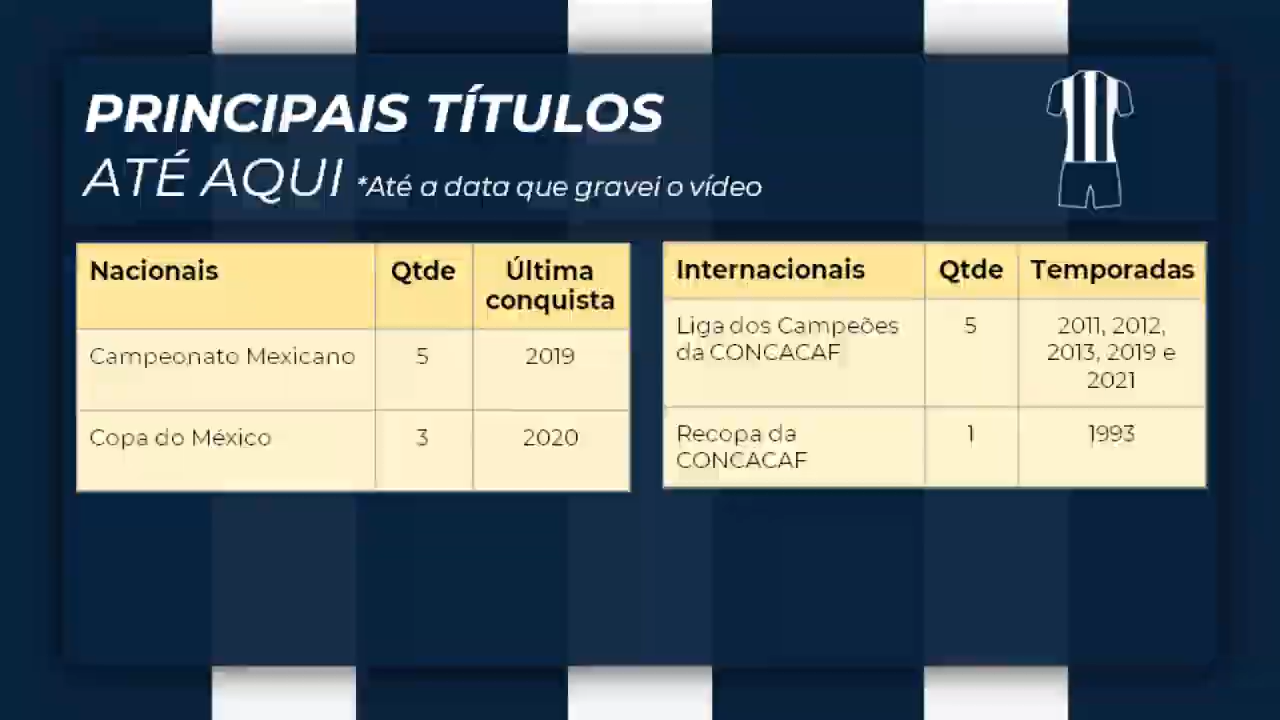 PRINCIPAIS TÍTULOS
ATÉ AQUI *Até a data que gravei o vídeo
Nacionais Qtde Última conquista
Campeonato Mexicano 5 2019
Copa do México 3 2020
Internacionais Qtde Temporadas
Liga dos Campeões da CONCACAF 5 2011, 2012, 2013, 2019 e 2021
Recopa da CONCACAF 1 1993